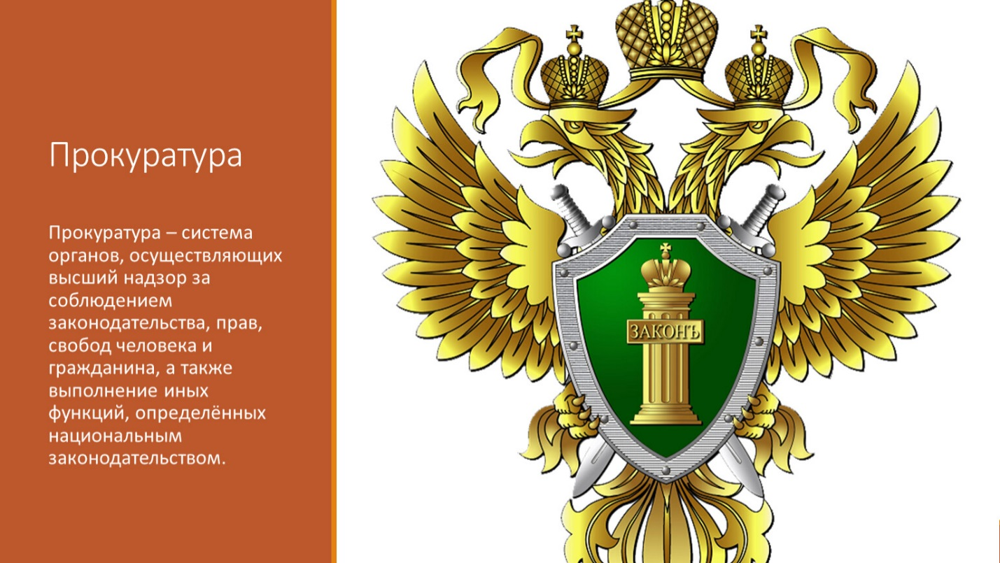 Прокуратура
Прокуратура – система
органов, осуществляющих
высший надзор за
соблюдением
законодательства, прав,
свобод человека и
гражданина, а также
выполнение иных
функций, определённых
национальным
законодательством.
ЗАКОНЪ